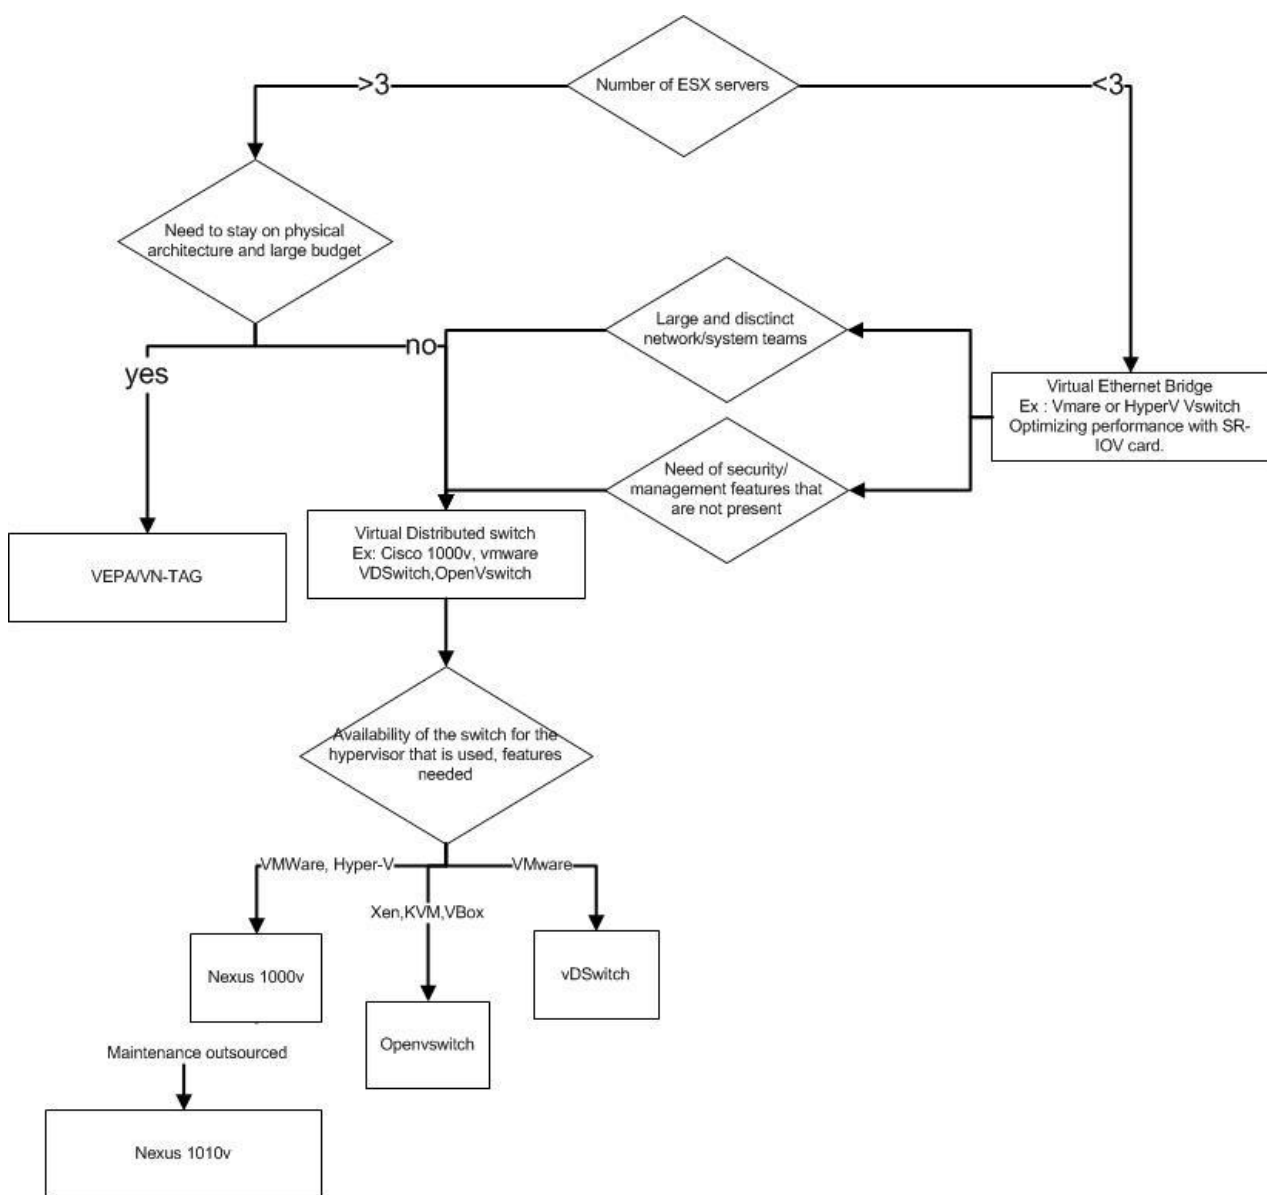 Number of ESX servers
>3
<3
Need to stay on physical
architecture and large budget
Large and disctinct
network/system teams
no
yes
Virtual Ethernet Bridge
Ex : Vmare or HyperV Vswitch
Optimizing performance with SR-
IOV card.
Need of security/
management features that
are not present
Virtual Distributed switch
Ex: Cisco 1000v, vmware
VDSwitch,OpenVswitch
VEPA/VN-TAG
Availability of the switch for the
hypervisor that is used, features
needed
VMWare, Hyper-V
VMware
Xen,KVM,VBox
Nexus 1000v
vDSwitch
Openvswitch
Maintenance outsourced
Nexus 1010v